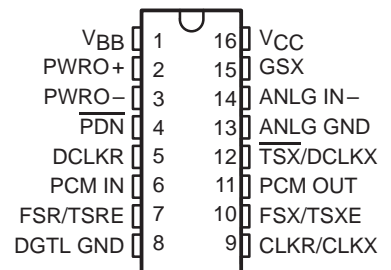 VBB 1 16 VCC
PWRO+ 2 15 GSX
PWRO− 3 14 ANLG IN−
PDN 4 13 ANLG GND
DCLKR 5 12 TSX/DCLKX
PCM IN 6 11 PCM OUT
FSR/TSRE 7 10 FSX/TSXE
DGTL GND 8 9 CLKR/CLKX